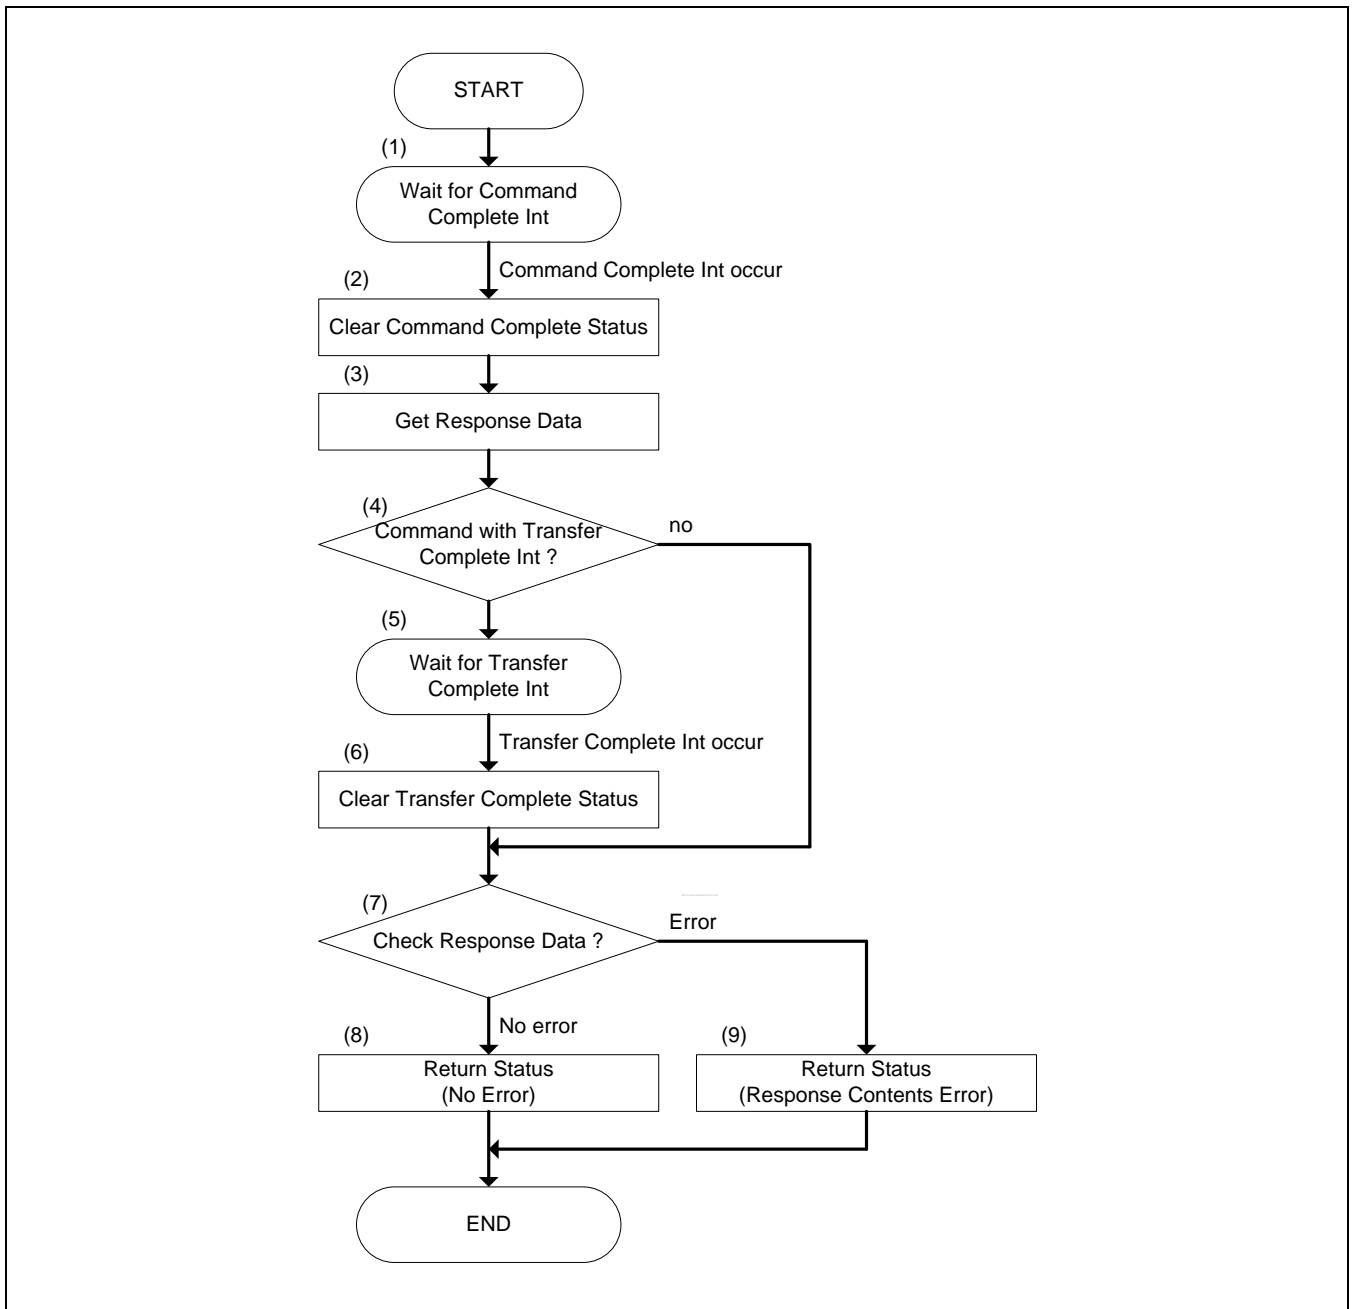 START
(1)
Wait for Command
Complete Int
Command Complete Int occur
(2)
Clear Command Complete Status
(3)
Get Response Data
(4)
Command with Transfer
Complete Int ?
no
(5)
Wait for Transfer
Complete Int
Transfer Complete Int occur
(6)
Clear Transfer Complete Status
(7)
Check Response Data ?
Error
No error
(8)
Return Status
(No Error)
(9)
Return Status
(Response Contents Error)
END